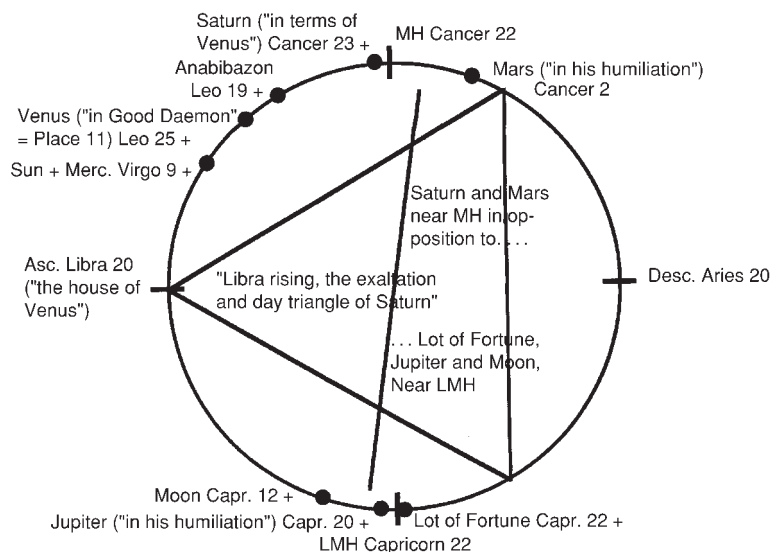 Saturn ("in terms of
Venus") Cancer 23 +
MH Cancer 22
Anabibazon
Leo 19 +
Mars ("in his humiliation")
Cancer 2
Venus ("in Good Daemon"
= Place 11) Leo 25 +
Sun + Merc. Virgo 9 +
Saturn and Mars
near MH in op-
position to. . . .
Asc. Libra 20
("the house of
Venus")
"Libra rising, the exaltation
and day triangle of Saturn"
Desc. Aries 20
. . . Lot of Fortune,
Jupiter and Moon,
Near LMH
Moon Capr. 12 +
Jupiter ("in his humiliation") Capr. 20 +
Lot of Fortune Capr. 22 +
LMH Capricorn 22